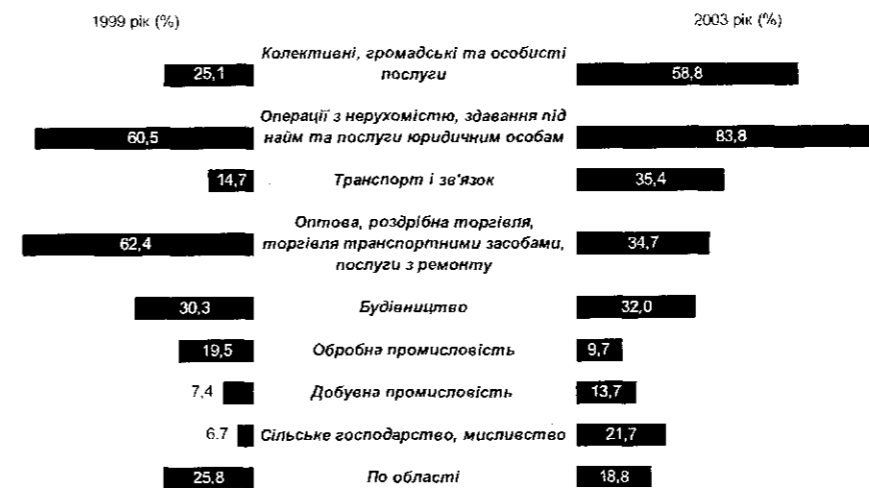 1999 рік (%) 2003 рік (%)
Колективні, громадські та особисті
послуги
25,1 58,8
Операції з нерухомістю, здавання під
найм та послуги юридичним особам
60,5 83,8
14,7 Транспорт і зв'язок 35,4
Оптова, роздрібна торгівля,
62,4 торгівля транспортними засобами, 34,7
послуги з ремонту
30,3 Будівництво 32,0
19,5 Обробна промисловість 9,7
7,4 Добувна промисловість 13,7
6.7 Сільське господарство, мисливство 21,7
25,8 По області 18,8